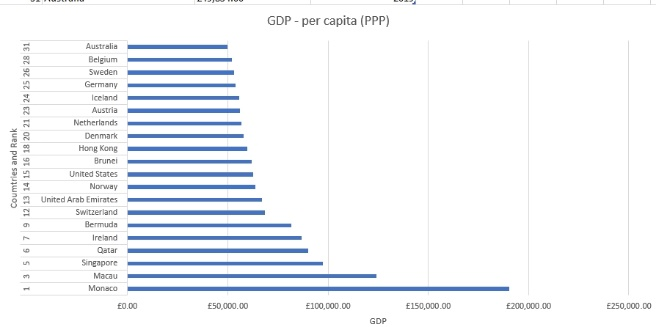 GDP - per capita (PPP)
31 Australia
28 Belgium
26 Sweden
25 Germany
24 Iceland
23 Austria
21 Netherlands
20 Denmark
18 Hong Kong
16 Brunei
15 United States
14 Norway
13 United Arab Emirates
12 Switzerland
9 Bermuda
7 Ireland
6 Qatar
5 Singapore
3 Macau
1 Monaco
Countries and Rank
£0.00 £50,000.00 £100,000.00 £150,000.00 £200,000.00 £250,000.00
GDP